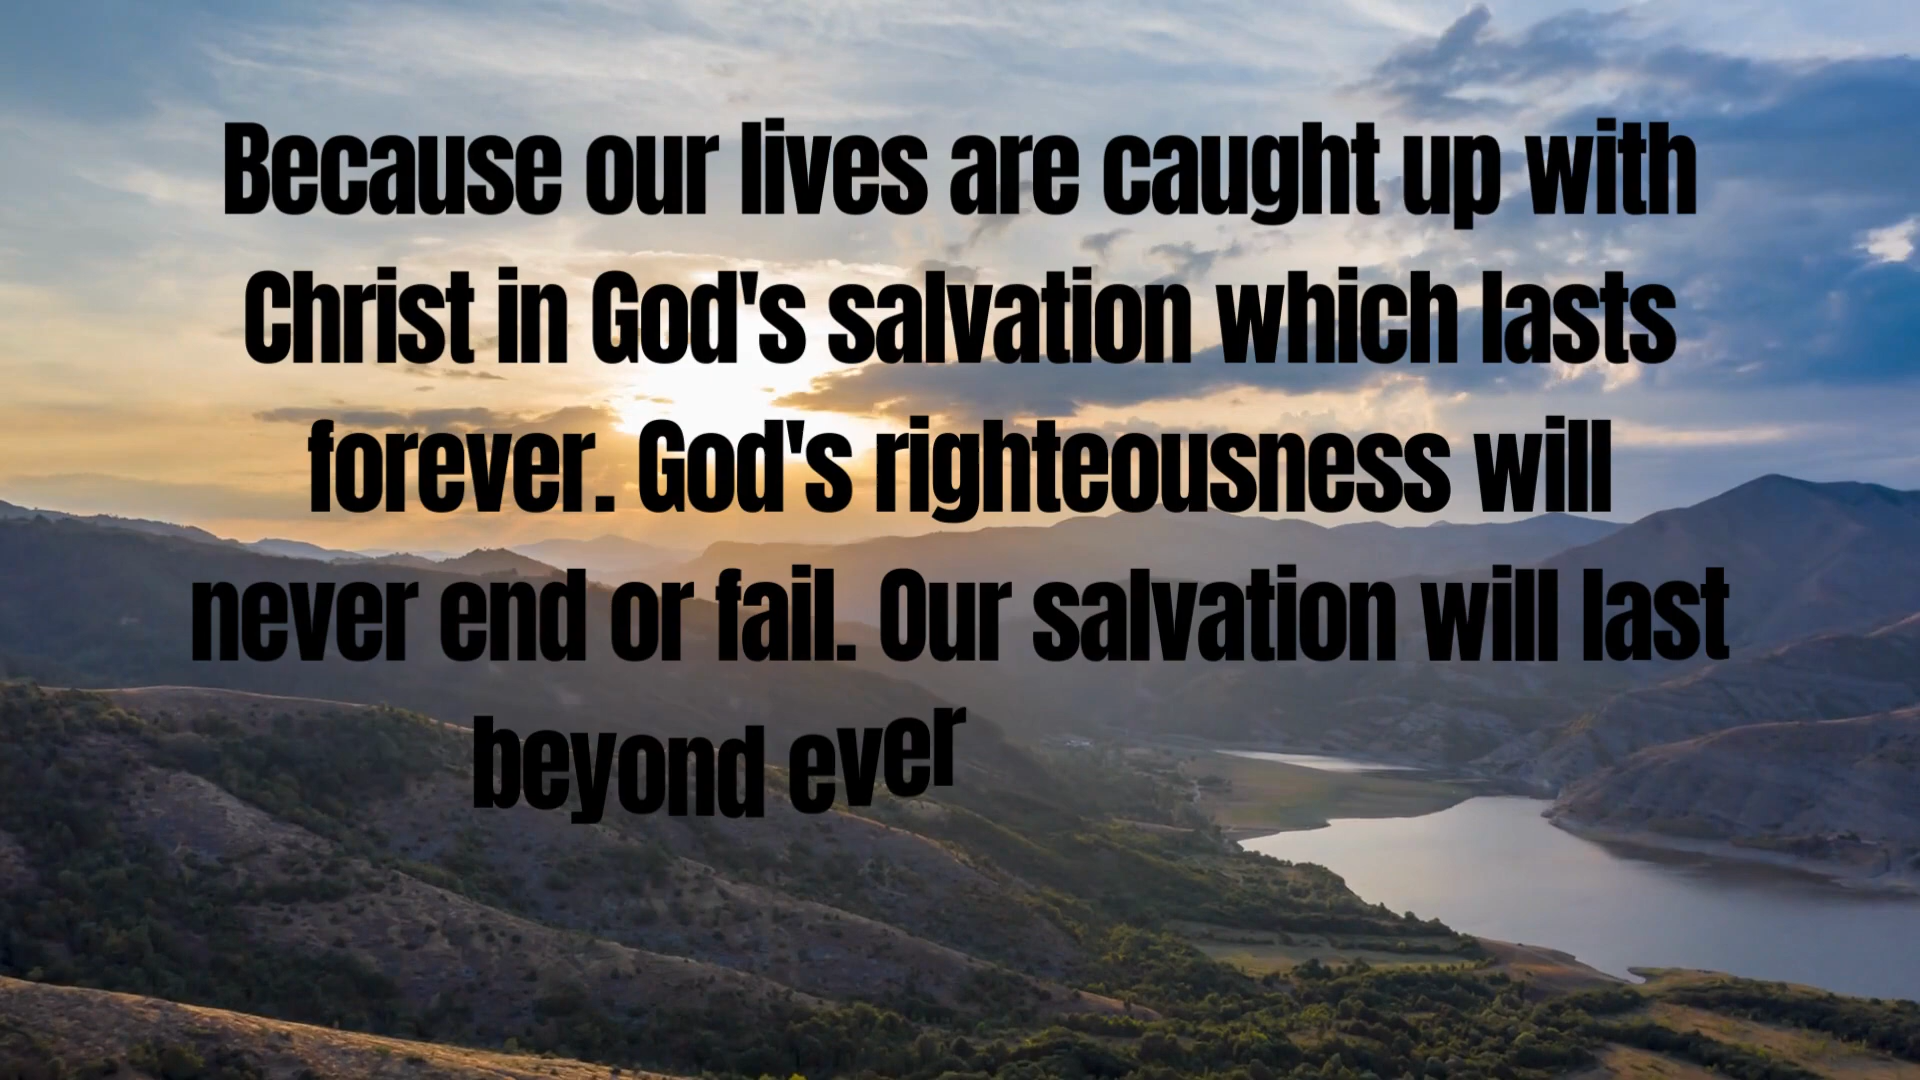 Because our lives are caught up with
Christ in God's salvation which lasts
forever. God's righteousness will
never end or fail. Our salvation will last
beyond ever